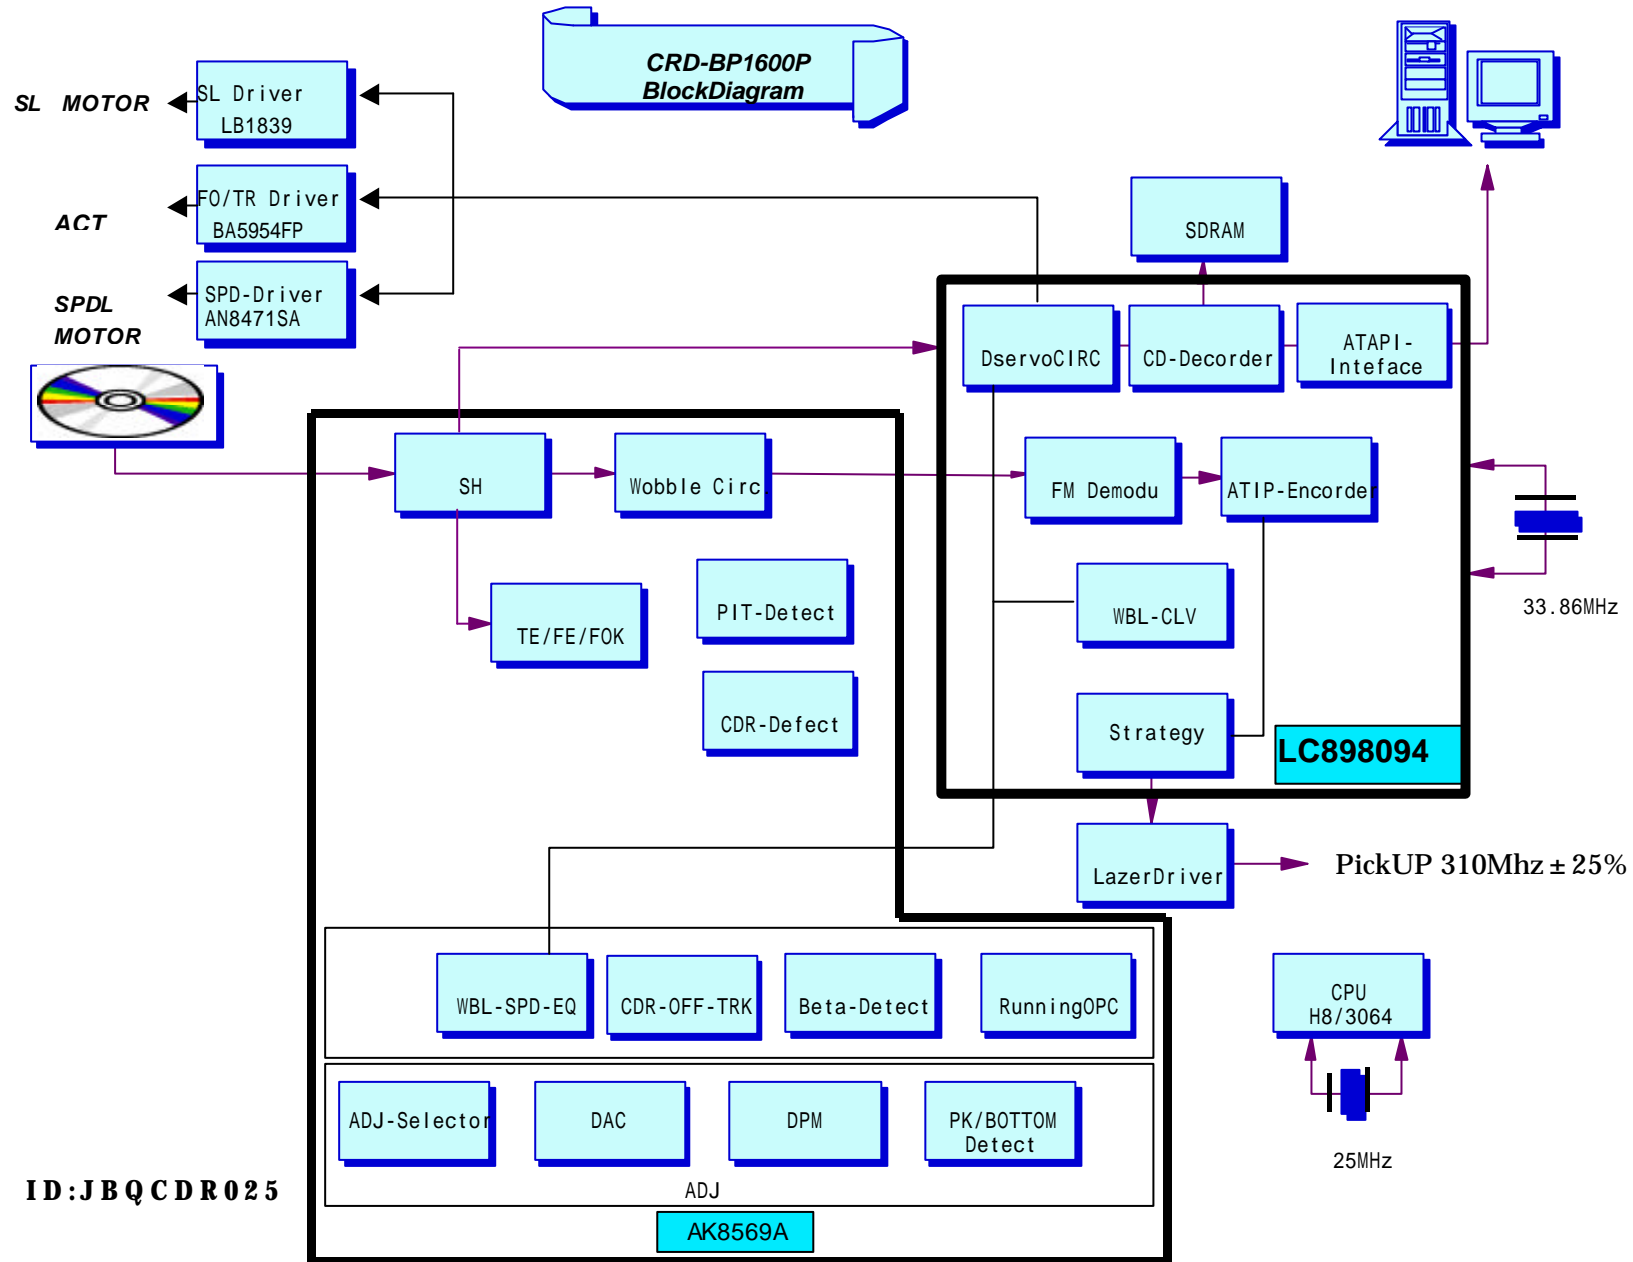 CRD-BP1600P
BlockDiagram
SL MOTOR
SL Driver
LB1839
ACT
FO/TR Driver
BA5954FP
SPDL
MOTOR
SPD-Driver
AN8471SA
SDRAM
DservoCIRC
CD-Decorder
ATAPI-
Inteface
SH
Wobble Circ.
FM Demodu
ATIP-Encorder
33.86MHz
PIT-Detect
TE/FE/FOK
WBL-CLV
CDR-Defect
Strategy
LC898094
LazerDriver
PickUP 310Mhz ± 25%
WBL-SPD-EQ
CDR-OFF-TRK
Beta-Detect
RunningOPC
CPU
H8/3064
ADJ-Selector
DAC
DPM
PK/BOTTOM
Detect
25MHz
ADJ
ID:JBQCDR025
AK8569A